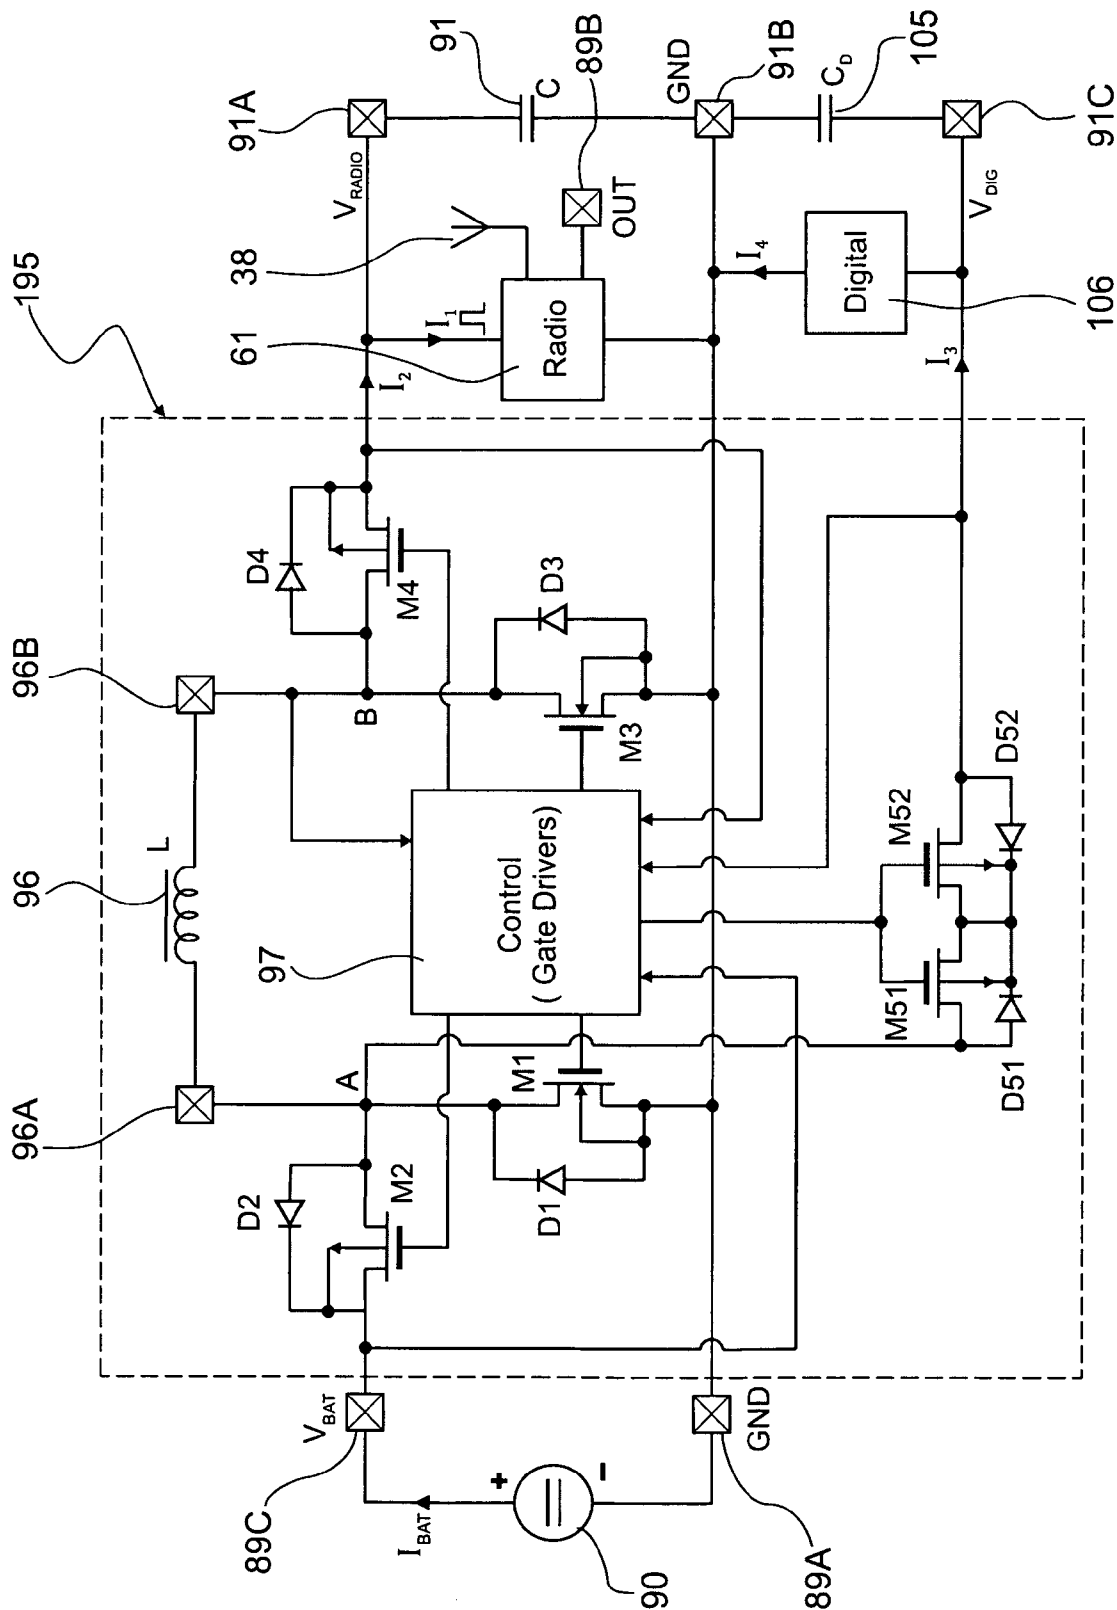 195
96A
96
L
96B
38
91A
V_RADIO
91
C
89B
OUT
GND
91B
105
C_D
91C
V_DIG
61
I_1
I_2
Radio
I_4
Digital
106
I_3
D4
M4
B
D3
M3
97
Control
( Gate Drivers)
A
D2
M2
M1
D1
M52
D52
M51
D51
V_BAT
89C
I_BAT
+
-
90
GND
89A